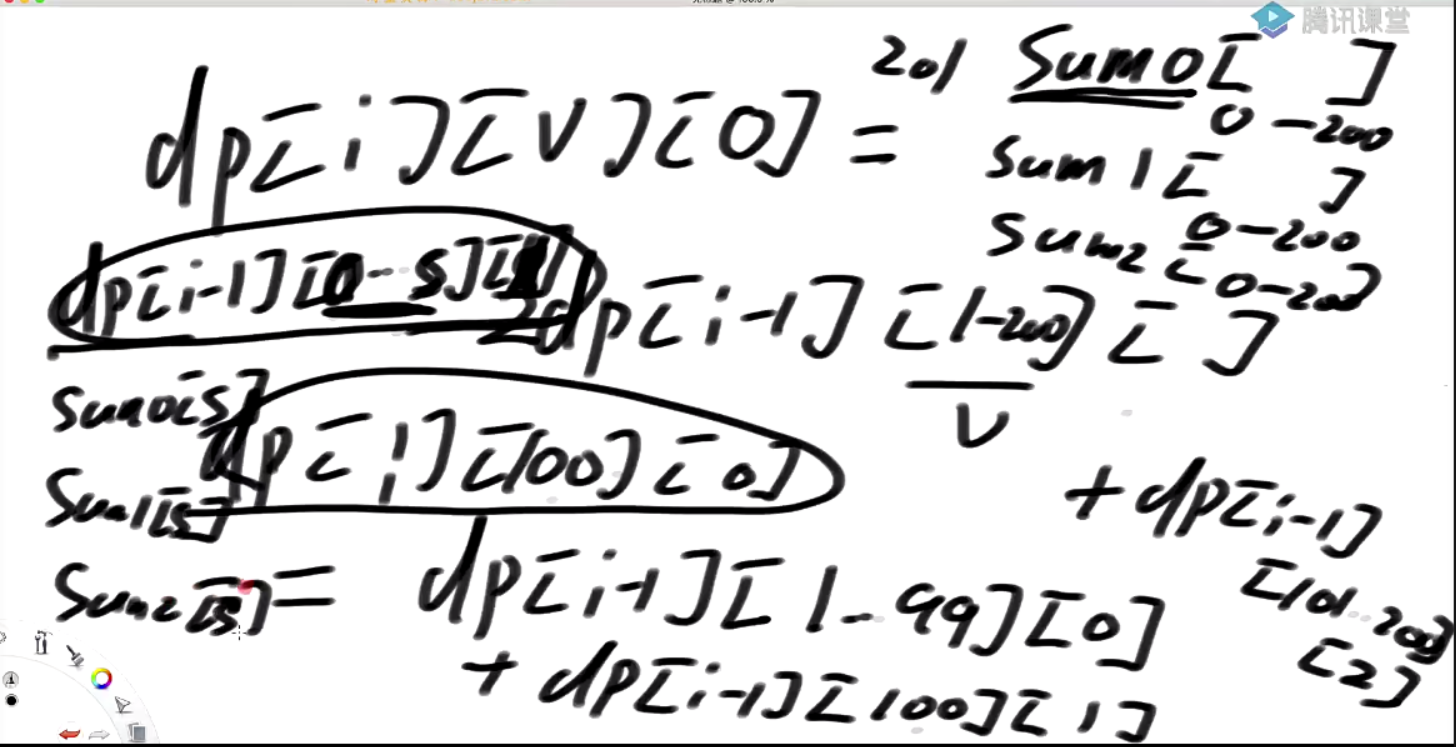 腾讯课堂
201 Sum0[ ]
0-200
dp[i][V][0] =
Sum1[ ]
0-200
Sum2[0-200]
dp[i-1][0-5][1]
dp[i-1][1-200][ ]
V
Sum0[5]
dp[i][100][0]
Sum1[5]
+ dp[i-1]
[101-200]
[2]
Sum2[5] = dp[i-1][1-99][0]
+ dp[i-1][100][1]